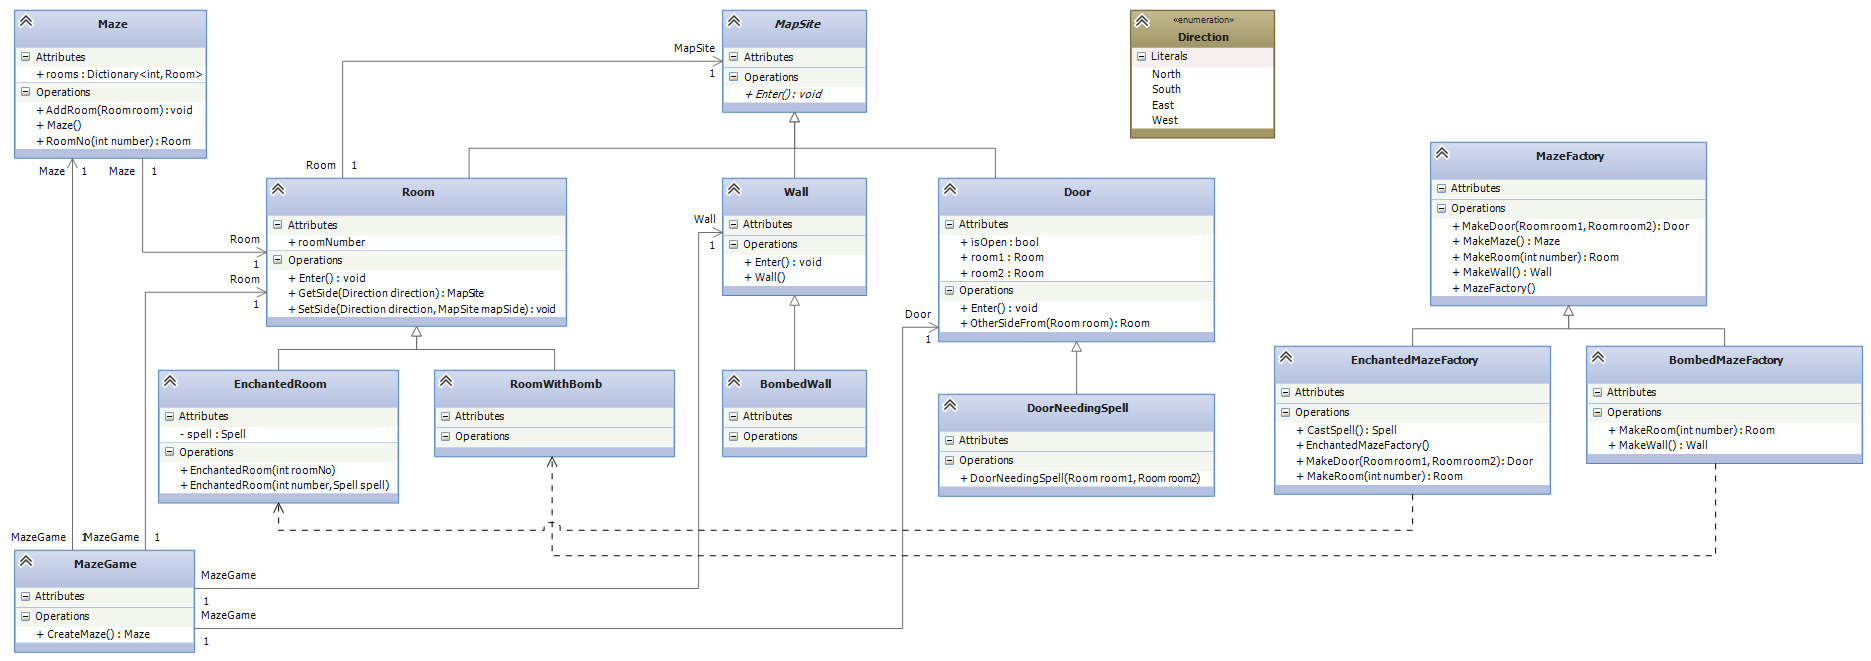 Maze
Attributes
+ rooms : Dictionary<int, Room>
Operations
+ AddRoom(Room room) : void
+ Maze()
+ RoomNo(int number) : Room
MapSite
Attributes
Operations
+ Enter() : void
«enumeration»
Direction
Literals
North
South
East
West
MapSite
1
Room 1
Maze 1
Maze 1
Room
1
Room
1
Room
Attributes
+ roomNumber
Operations
+ Enter() : void
+ GetSide(Direction direction) : MapSite
+ SetSide(Direction direction, MapSite mapSide) : void
Wall
1
Wall
Attributes
Operations
+ Enter() : void
+ Wall()
Door
Attributes
+ isOpen : bool
+ room1 : Room
+ room2 : Room
Operations
+ Enter() : void
+ OtherSideFrom(Room room) : Room
Door
1
MazeFactory
Attributes
Operations
+ MakeDoor(Room room1, Room room2) : Door
+ MakeMaze() : Maze
+ MakeRoom(int number) : Room
+ MakeWall() : Wall
+ MazeFactory()
EnchantedRoom
Attributes
- spell : Spell
Operations
+ EnchantedRoom(int roomNo)
+ EnchantedRoom(int number, Spell spell)
RoomWithBomb
Attributes
Operations
BombedWall
Attributes
Operations
DoorNeedingSpell
Attributes
Operations
+ DoorNeedingSpell(Room room1, Room room2)
EnchantedMazeFactory
Attributes
Operations
+ CastSpell() : Spell
+ EnchantedMazeFactory()
+ MakeDoor(Room room1, Room room2) : Door
+ MakeRoom(int number) : Room
BombedMazeFactory
Attributes
Operations
+ MakeRoom(int number) : Room
+ MakeWall() : Wall
MazeGame 1
MazeGame 1
MazeGame
Attributes
Operations
+ CreateMaze() : Maze
MazeGame
1
MazeGame
1